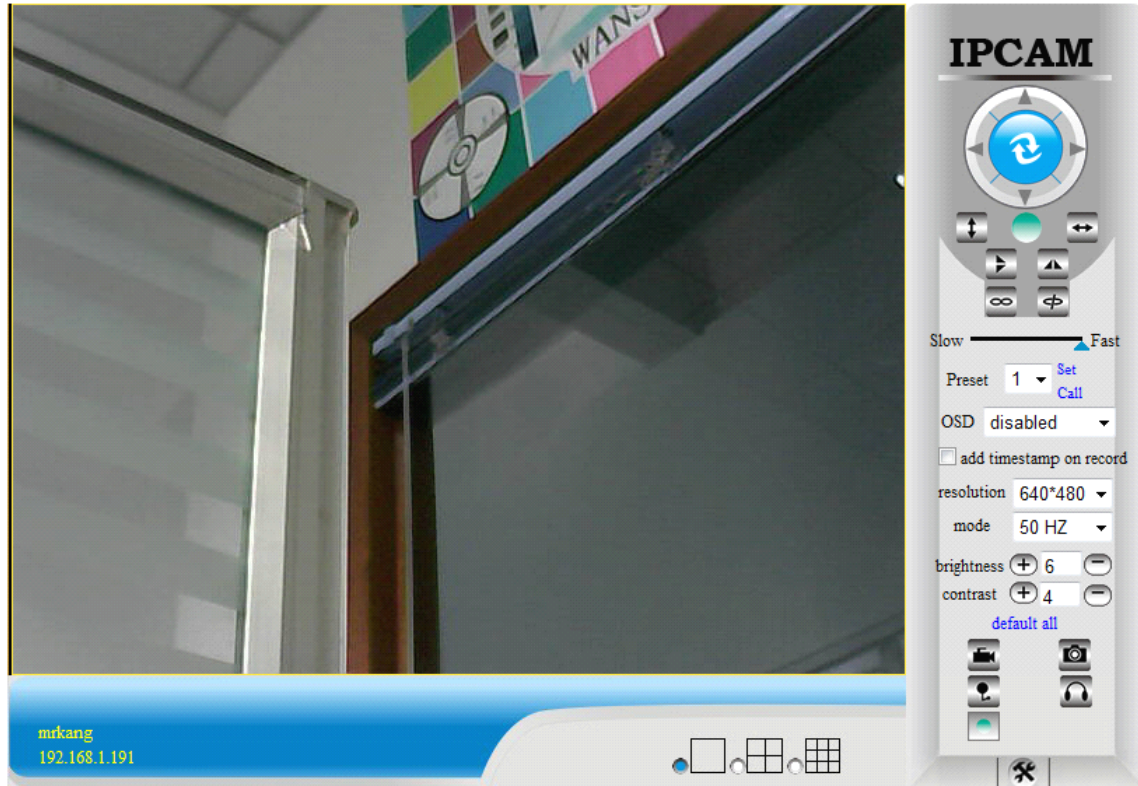 WANS
IPCAM
Slow
Fast
Preset
1
Set
Call
OSD
disabled
add timestamp on record
resolution
640*480
mode
50 HZ
brightness
6
contrast
4
default all
mrkang
192.168.1.191